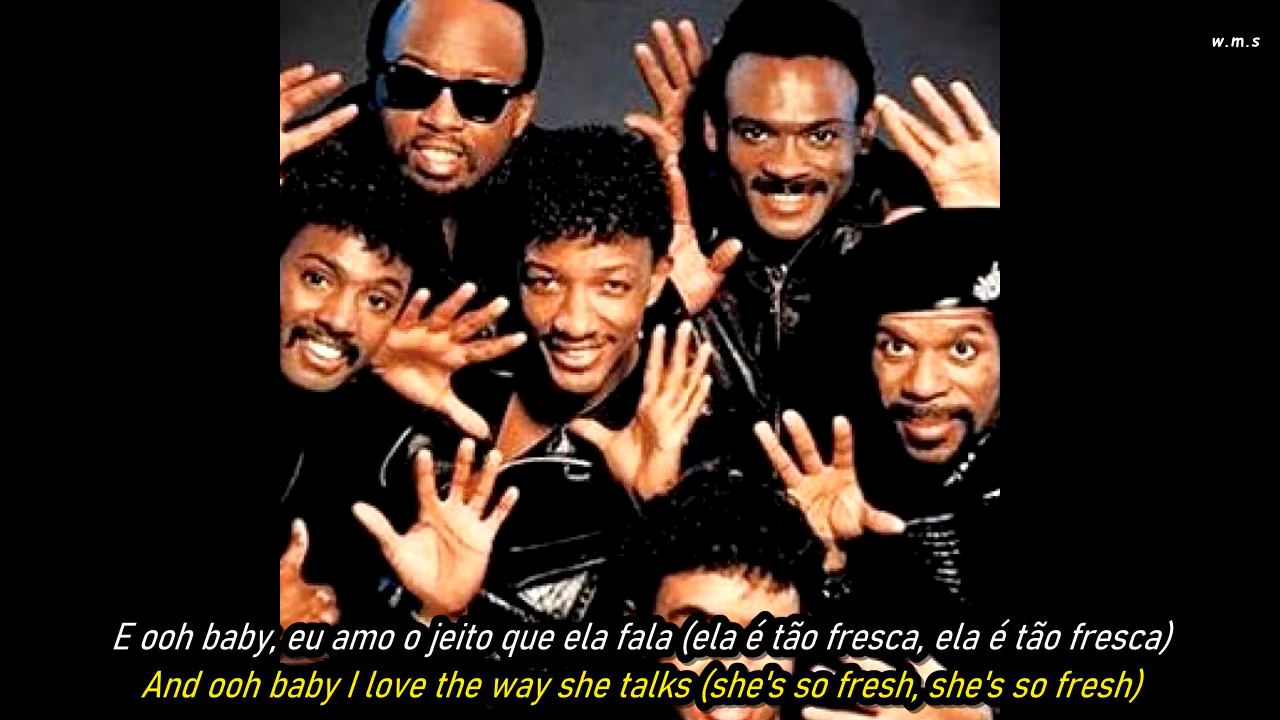 w.m.s
E ooh baby, eu amo o jeito que ela fala (ela é tão fresca, ela é tão fresca)
And ooh baby I love the way she talks (she's so fresh, she's so fresh)